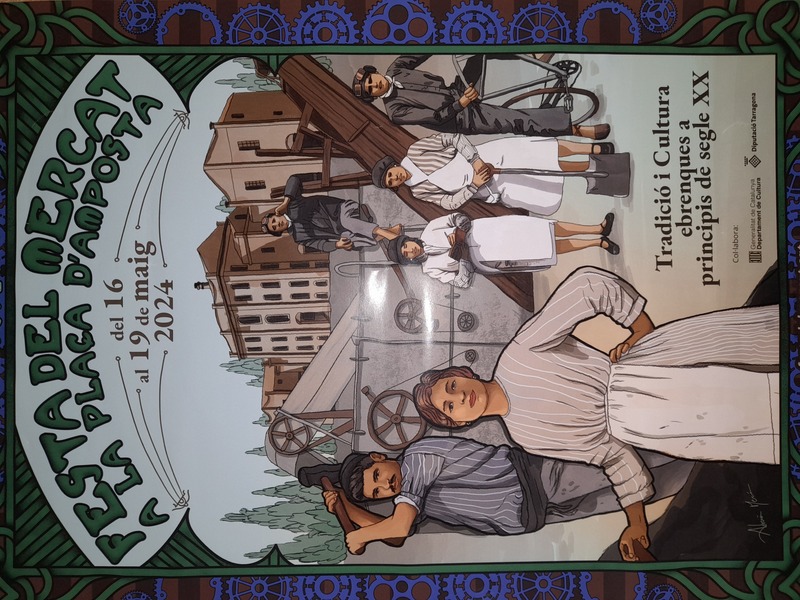 FESTA DEL MERCAT
A LA PLAÇA D'AMPOSTA
del 16
al 19 de maig
2024
Tradició i Cultura
ebrenques a
principis de segle XX
Col·labora:
Generalitat de Catalunya
Departament de Cultura
Diputació Tarragona